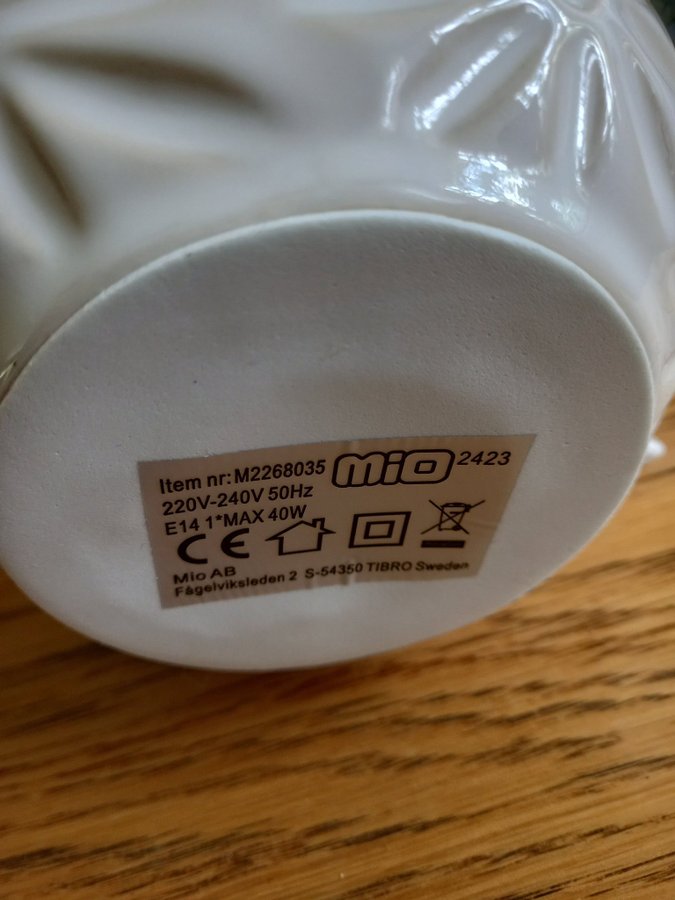 Item nr: M2268035 mio 2423
220V-240V 50Hz
E14 1*MAX 40W
CE
Mio AB
Fågelviksleden 2 S-54350 TIBRO Sweden